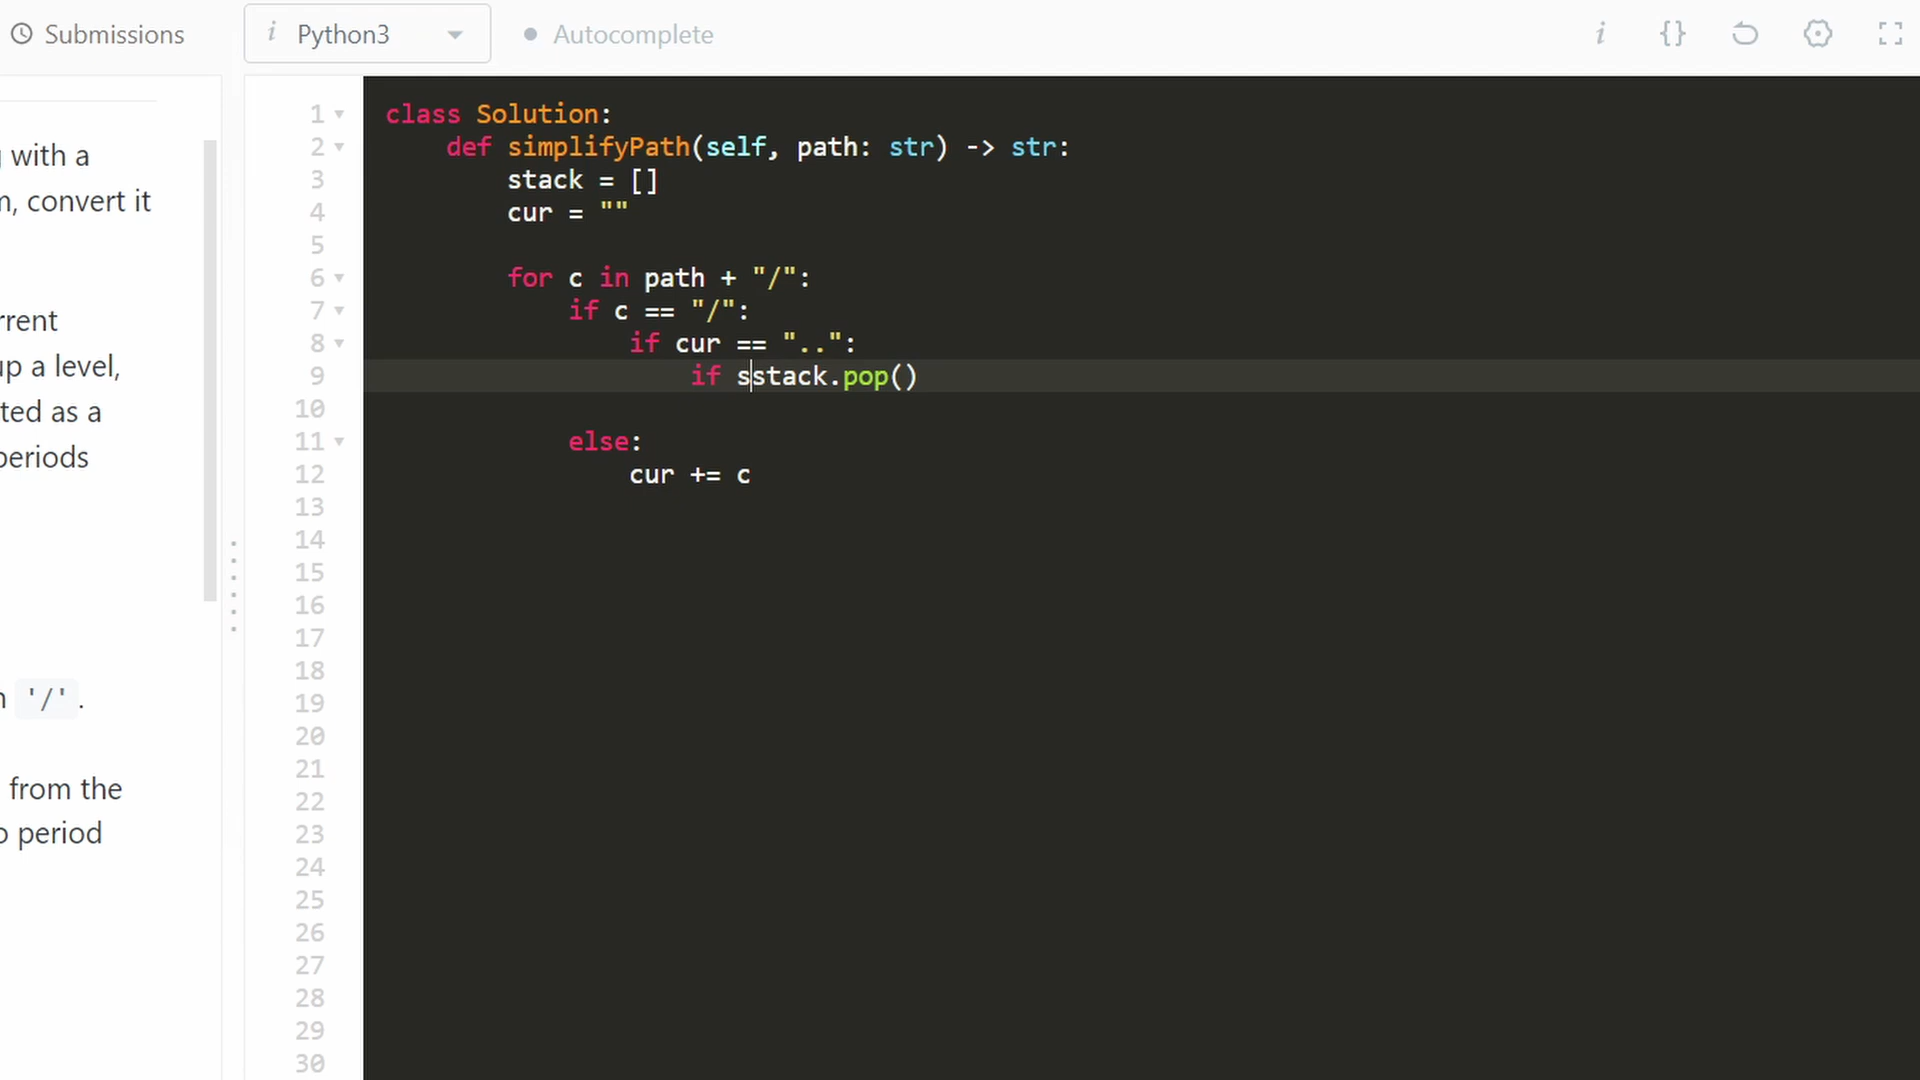 Submissions
i Python3
Autocomplete
i {}
with a
, convert it
rrent
up a level,
ted as a
periods
'/' .
from the
period
1 class Solution:
2 def simplifyPath(self, path: str) -> str:
3 stack = []
4 cur = ""
5
6 for c in path + "/":
7 if c == "/":
8 if cur == "..":
9 if sstack.pop()
10
11 else:
12 cur += c
13
14
15
16
17
18
19
20
21
22
23
24
25
26
27
28
29
30